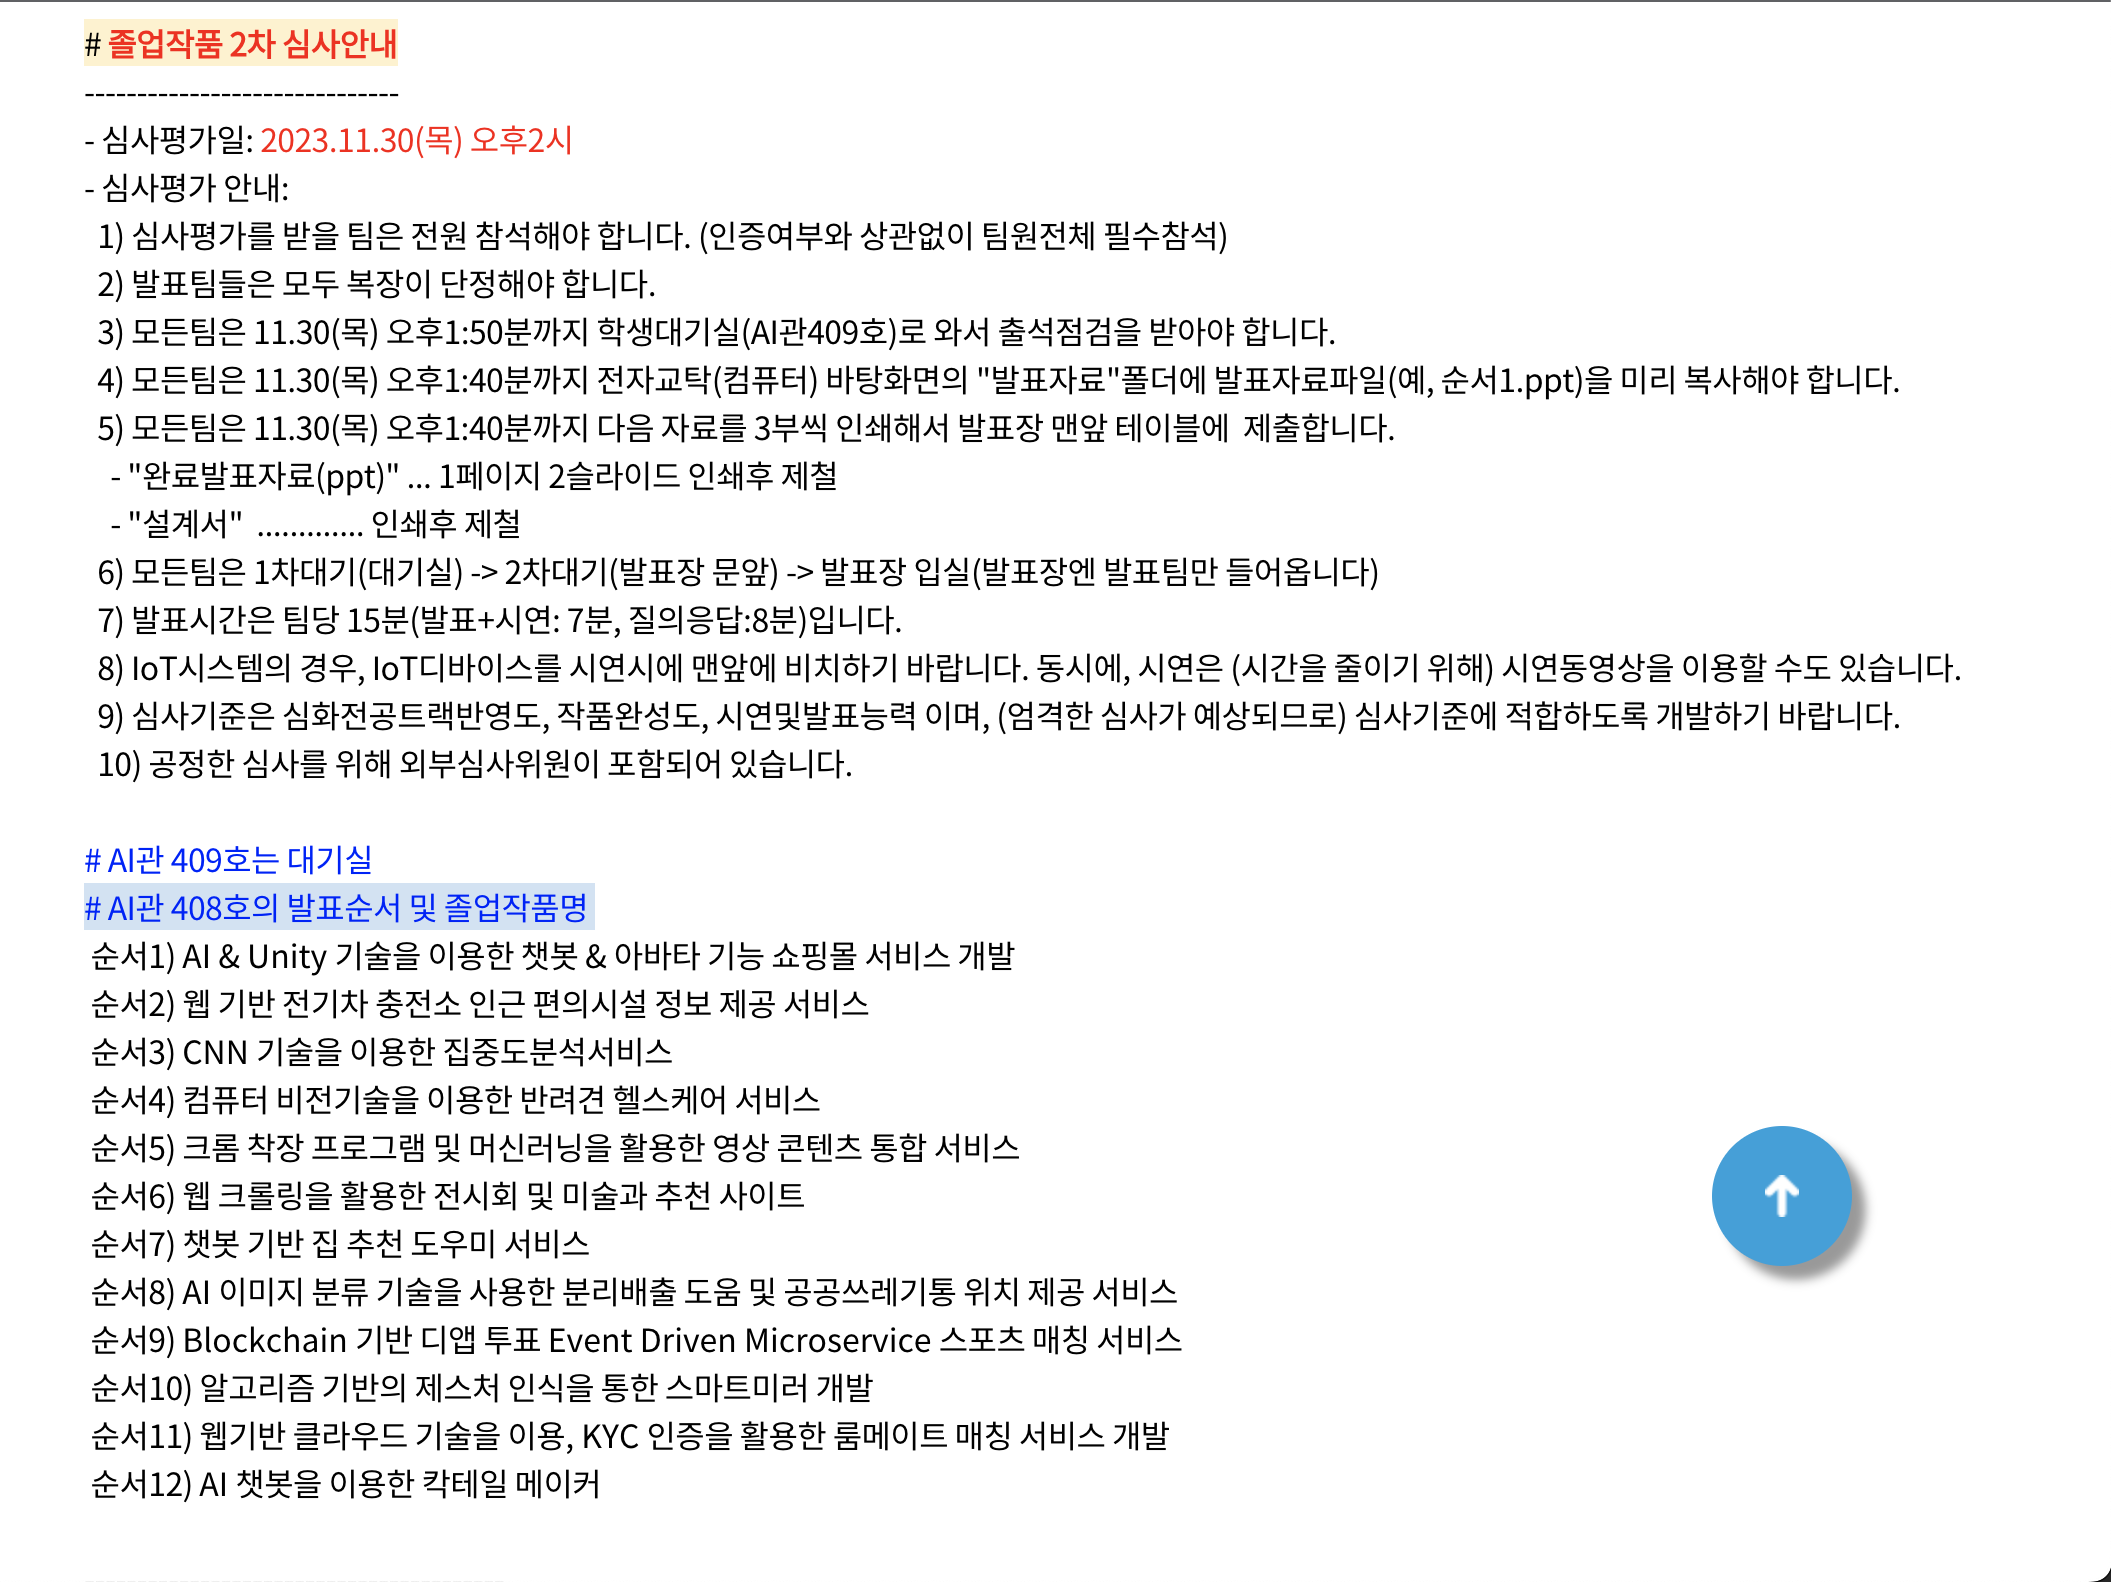 # 졸업작품 2차 심사안내
------------------------------
- 심사평가일: 2023.11.30(목) 오후2시
- 심사평가 안내:
1) 심사평가를 받을 팀은 전원 참석해야 합니다. (인증여부와 상관없이 팀원전체 필수참석)
2) 발표팀들은 모두 복장이 단정해야 합니다.
3) 모든팀은 11.30(목) 오후1:50분까지 학생대기실(AI관409호)로 와서 출석점검을 받아야 합니다.
4) 모든팀은 11.30(목) 오후1:40분까지 전자교탁(컴퓨터) 바탕화면의 "발표자료"폴더에 발표자료파일(예, 순서1.ppt)을 미리 복사해야 합니다.
5) 모든팀은 11.30(목) 오후1:40분까지 다음 자료를 3부씩 인쇄해서 발표장 맨앞 테이블에  제출합니다.
- "완료발표자료(ppt)" ... 1페이지 2슬라이드 인쇄후 제철
- "설계서"  ............. 인쇄후 제철
6) 모든팀은 1차대기(대기실) -> 2차대기(발표장 문앞) -> 발표장 입실(발표장엔 발표팀만 들어옵니다)
7) 발표시간은 팀당 15분(발표+시연: 7분, 질의응답:8분)입니다.
8) IoT시스템의 경우, IoT디바이스를 시연시에 맨앞에 비치하기 바랍니다. 동시에, 시연은 (시간을 줄이기 위해) 시연동영상을 이용할 수도 있습니다.
9) 심사기준은 심화전공트랙반영도, 작품완성도, 시연및발표능력 이며, (엄격한 심사가 예상되므로) 심사기준에 적합하도록 개발하기 바랍니다.
10) 공정한 심사를 위해 외부심사위원이 포함되어 있습니다.
# AI관 409호는 대기실
# AI관 408호의 발표순서 및 졸업작품명
순서1) AI & Unity 기술을 이용한 챗봇 & 아바타 기능 쇼핑몰 서비스 개발
순서2) 웹 기반 전기차 충전소 인근 편의시설 정보 제공 서비스
순서3) CNN 기술을 이용한 집중도분석서비스
순서4) 컴퓨터 비전기술을 이용한 반려견 헬스케어 서비스
순서5) 크롬 착장 프로그램 및 머신러닝을 활용한 영상 콘텐츠 통합 서비스
순서6) 웹 크롤링을 활용한 전시회 및 미술과 추천 사이트
순서7) 챗봇 기반 집 추천 도우미 서비스
순서8) AI 이미지 분류 기술을 사용한 분리배출 도움 및 공공쓰레기통 위치 제공 서비스
순서9) Blockchain 기반 디앱 투표 Event Driven Microservice 스포츠 매칭 서비스
순서10) 알고리즘 기반의 제스처 인식을 통한 스마트미러 개발
순서11) 웹기반 클라우드 기술을 이용, KYC 인증을 활용한 룸메이트 매칭 서비스 개발
순서12) AI 챗봇을 이용한 칵테일 메이커